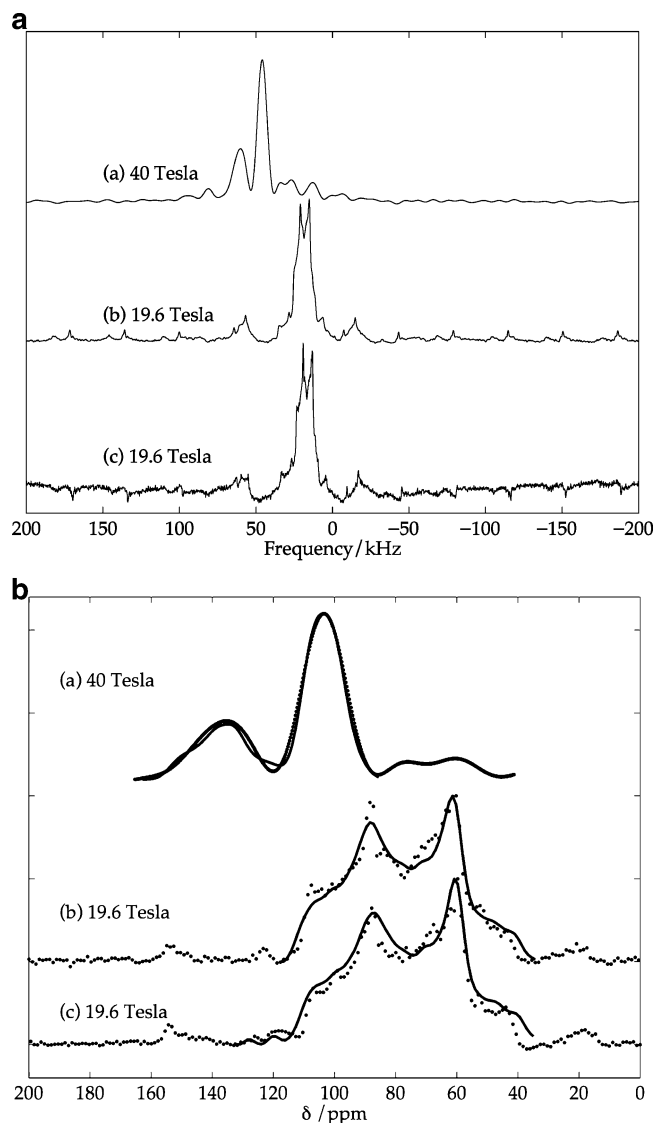 a
(a) 40 Tesla
(b) 19.6 Tesla
(c) 19.6 Tesla
200 150 100 50 0 −50 −100 −150 −200
Frequency/kHz
b
(a) 40 Tesla
(b) 19.6 Tesla
(c) 19.6 Tesla
200 180 160 140 120 100 80 60 40 20 0
δ /ppm